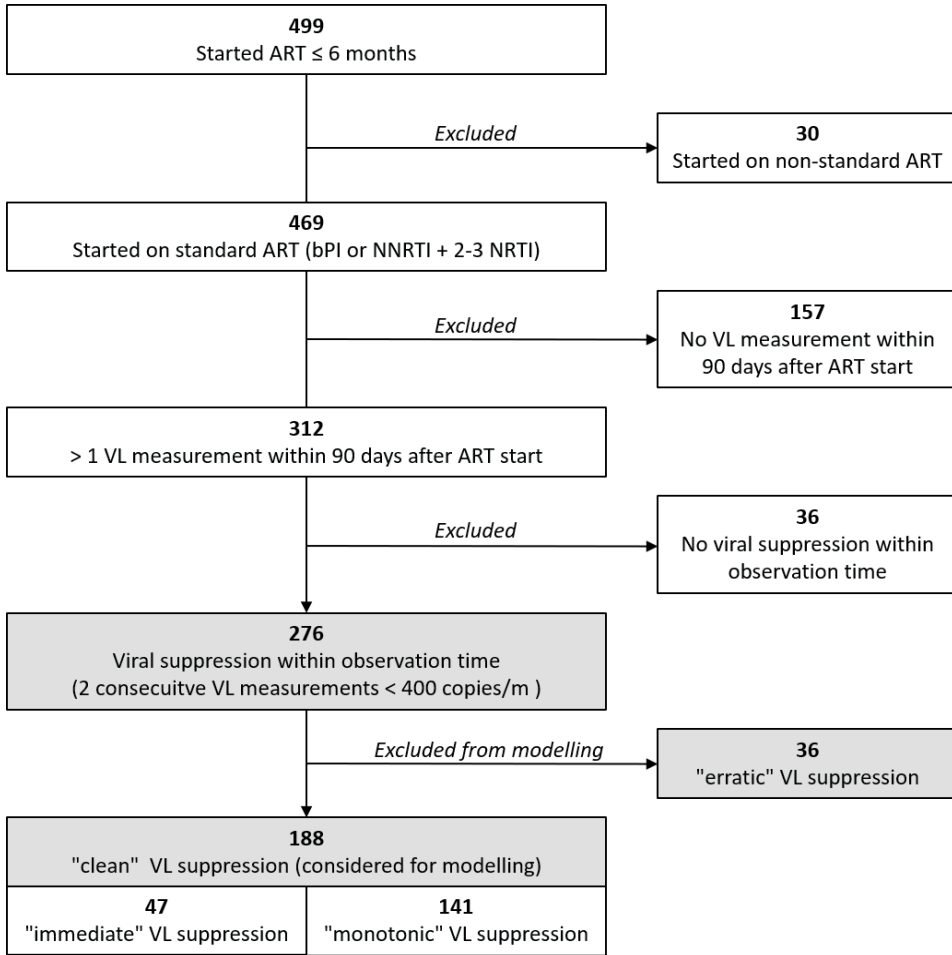 499
Started ART ≤ 6 months
Excluded
30
Started on non-standard ART
469
Started on standard ART (bPI or NNRTI + 2-3 NRTI)
Excluded
157
No VL measurement within
90 days after ART start
312
> 1 VL measurement within 90 days after ART start
Excluded
36
No viral suppression within
observation time
276
Viral suppression within observation time
(2 consecuitve VL measurements < 400 copies/m )
Excluded from modelling
36
"erratic" VL suppression
188
"clean" VL suppression (considered for modelling)
47
"immediate" VL suppression
141
"monotonic" VL suppression